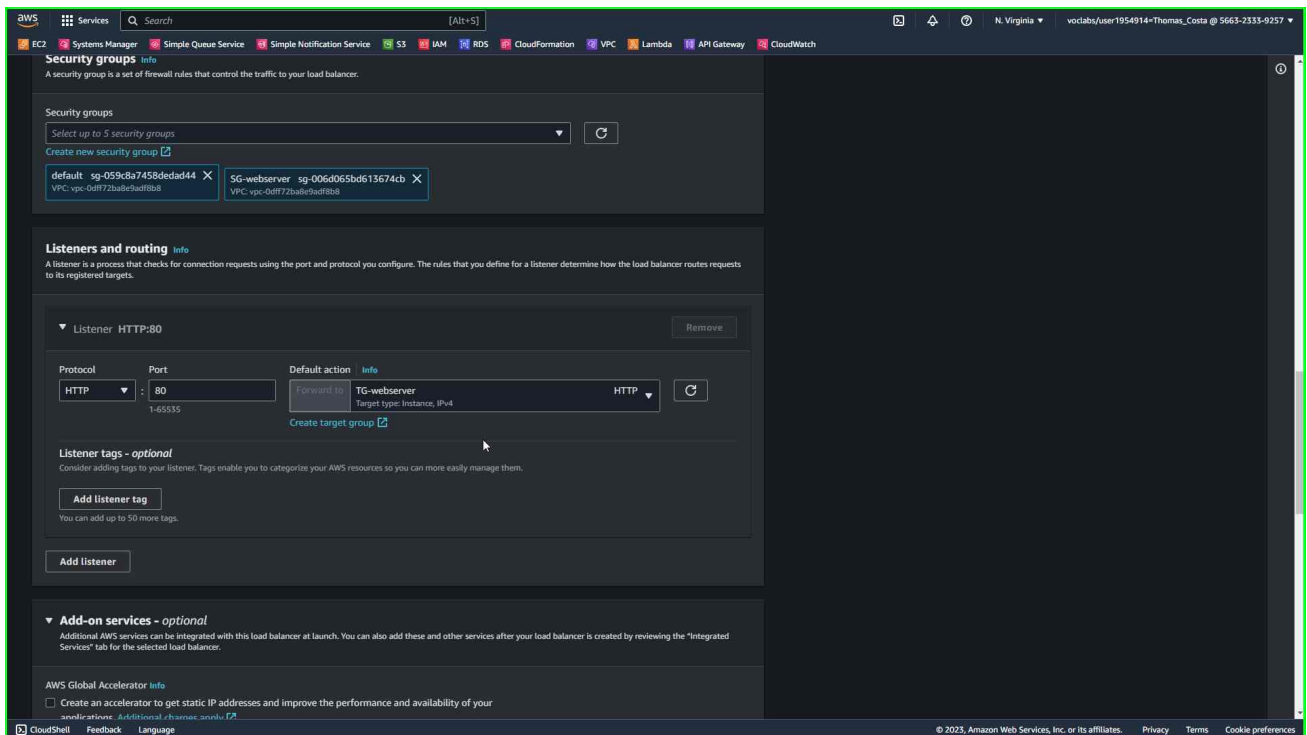 aws Services Search [Alt+S] N. Virginia voclabs/user1954914=Thomas_Costa @ 5663-2333-9257
EC2 Systems Manager Simple Queue Service Simple Notification Service S3 IAM RDS CloudFormation VPC Lambda API Gateway CloudWatch
Security groups Info
A security group is a set of firewall rules that control the traffic to your load balancer.
Security groups
Select up to 5 security groups
Create new security group
default sg-059c8a7458dedad44
VPC: vpc-0dff72ba8e9adf8b8
SG-webserver sg-006d065bd613674cb
VPC: vpc-0dff72ba8e9adf8b8
Listeners and routing Info
A listener is a process that checks for connection requests using the port and protocol you configure. The rules that you define for a listener determine how the load balancer routes requests
to its registered targets.
Listener HTTP:80 Remove
Protocol Port Default action Info
HTTP : 80 Forward to TG-webserver HTTP
1-65535 Target type: Instance, IPv4
Create target group
Listener tags - optional
Consider adding tags to your listener. Tags enable you to categorize your AWS resources so you can more easily manage them.
Add listener tag
You can add up to 50 more tags.
Add listener
Add-on services - optional
Additional AWS services can be integrated with this load balancer at launch. You can also add these and other services after your load balancer is created by reviewing the "Integrated
Services" tab for the selected load balancer.
AWS Global Accelerator Info
Create an accelerator to get static IP addresses and improve the performance and availability of your
applications. Additional charges apply
CloudShell Feedback Language © 2023, Amazon Web Services, Inc. or its affiliates. Privacy Terms Cookie preferences